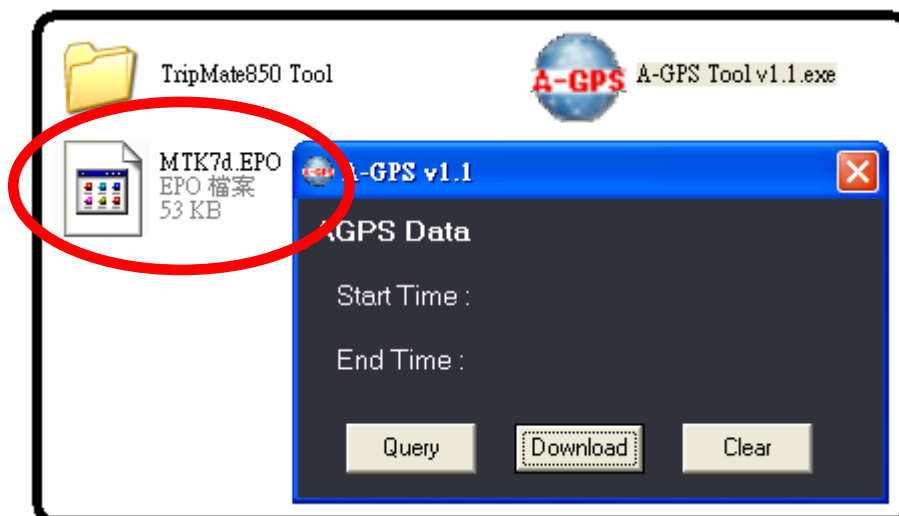 TripMate850 Tool
A-GPS
A-GPS Tool v1.1.exe
MTK7d.EPO
EPO 檔案
53 KB
A-GPS v1.1
AGPS Data
Start Time :
End Time :
Query
Download
Clear